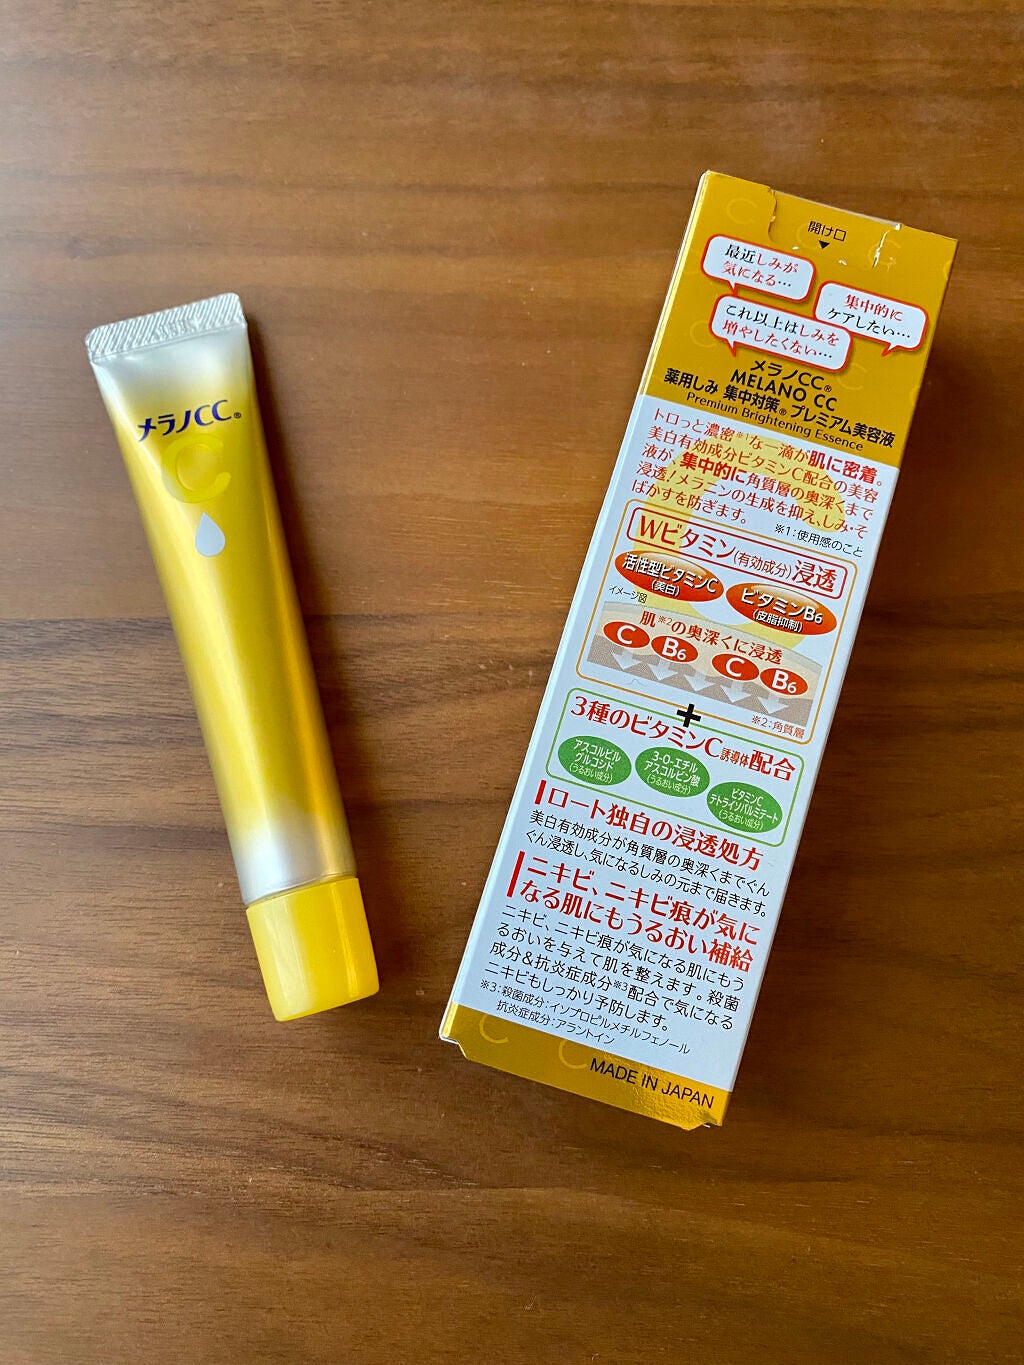 メラノCC®
C
開け口
▼
最近しみが
気になる…
集中的に
ケアしたい…
これ以上はしみを
増やしたくない…
メラノCC®
MELANO CC
薬用しみ 集中対策® プレミアム美容液
Premium Brightening Essence
トロっと濃密※1な一滴が肌に密着。
美白有効成分ビタミンC配合の美容
液が、集中的に角質層の奥深くまで
浸透!メラニンの生成を抑え、しみ・そ
ばかすを防ぎます。
※1:使用感のこと
Wビタミン(有効成分)浸透
活性型ビタミンC
(美白)
ビタミンB6
(皮脂抑制)
イメージ図
肌※2の奥深くに浸透
C B6 C B6
※2:角質層
+
3種のビタミンC誘導体配合
アスコルビル
グルコシド
(うるおい成分)
3-O-エチル
アスコルビン酸
(うるおい成分)
ビタミンC
テトライソパルミテート
(うるおい成分)
ロート独自の浸透処方
美白有効成分が角質層の奥深くまでぐん
ぐん浸透し、気になるしみの元まで届きます。
ニキビ、ニキビ痕が気に
なる肌にもうるおい補給
ニキビ、ニキビ痕が気になる肌にもう
るおいを与えて肌を整えます。殺菌
成分&抗炎症成分※3配合で気になる
ニキビもしっかり予防します。
※3:殺菌成分:イソプロピルメチルフェノール
抗炎症成分:アラントイン
MADE IN JAPAN